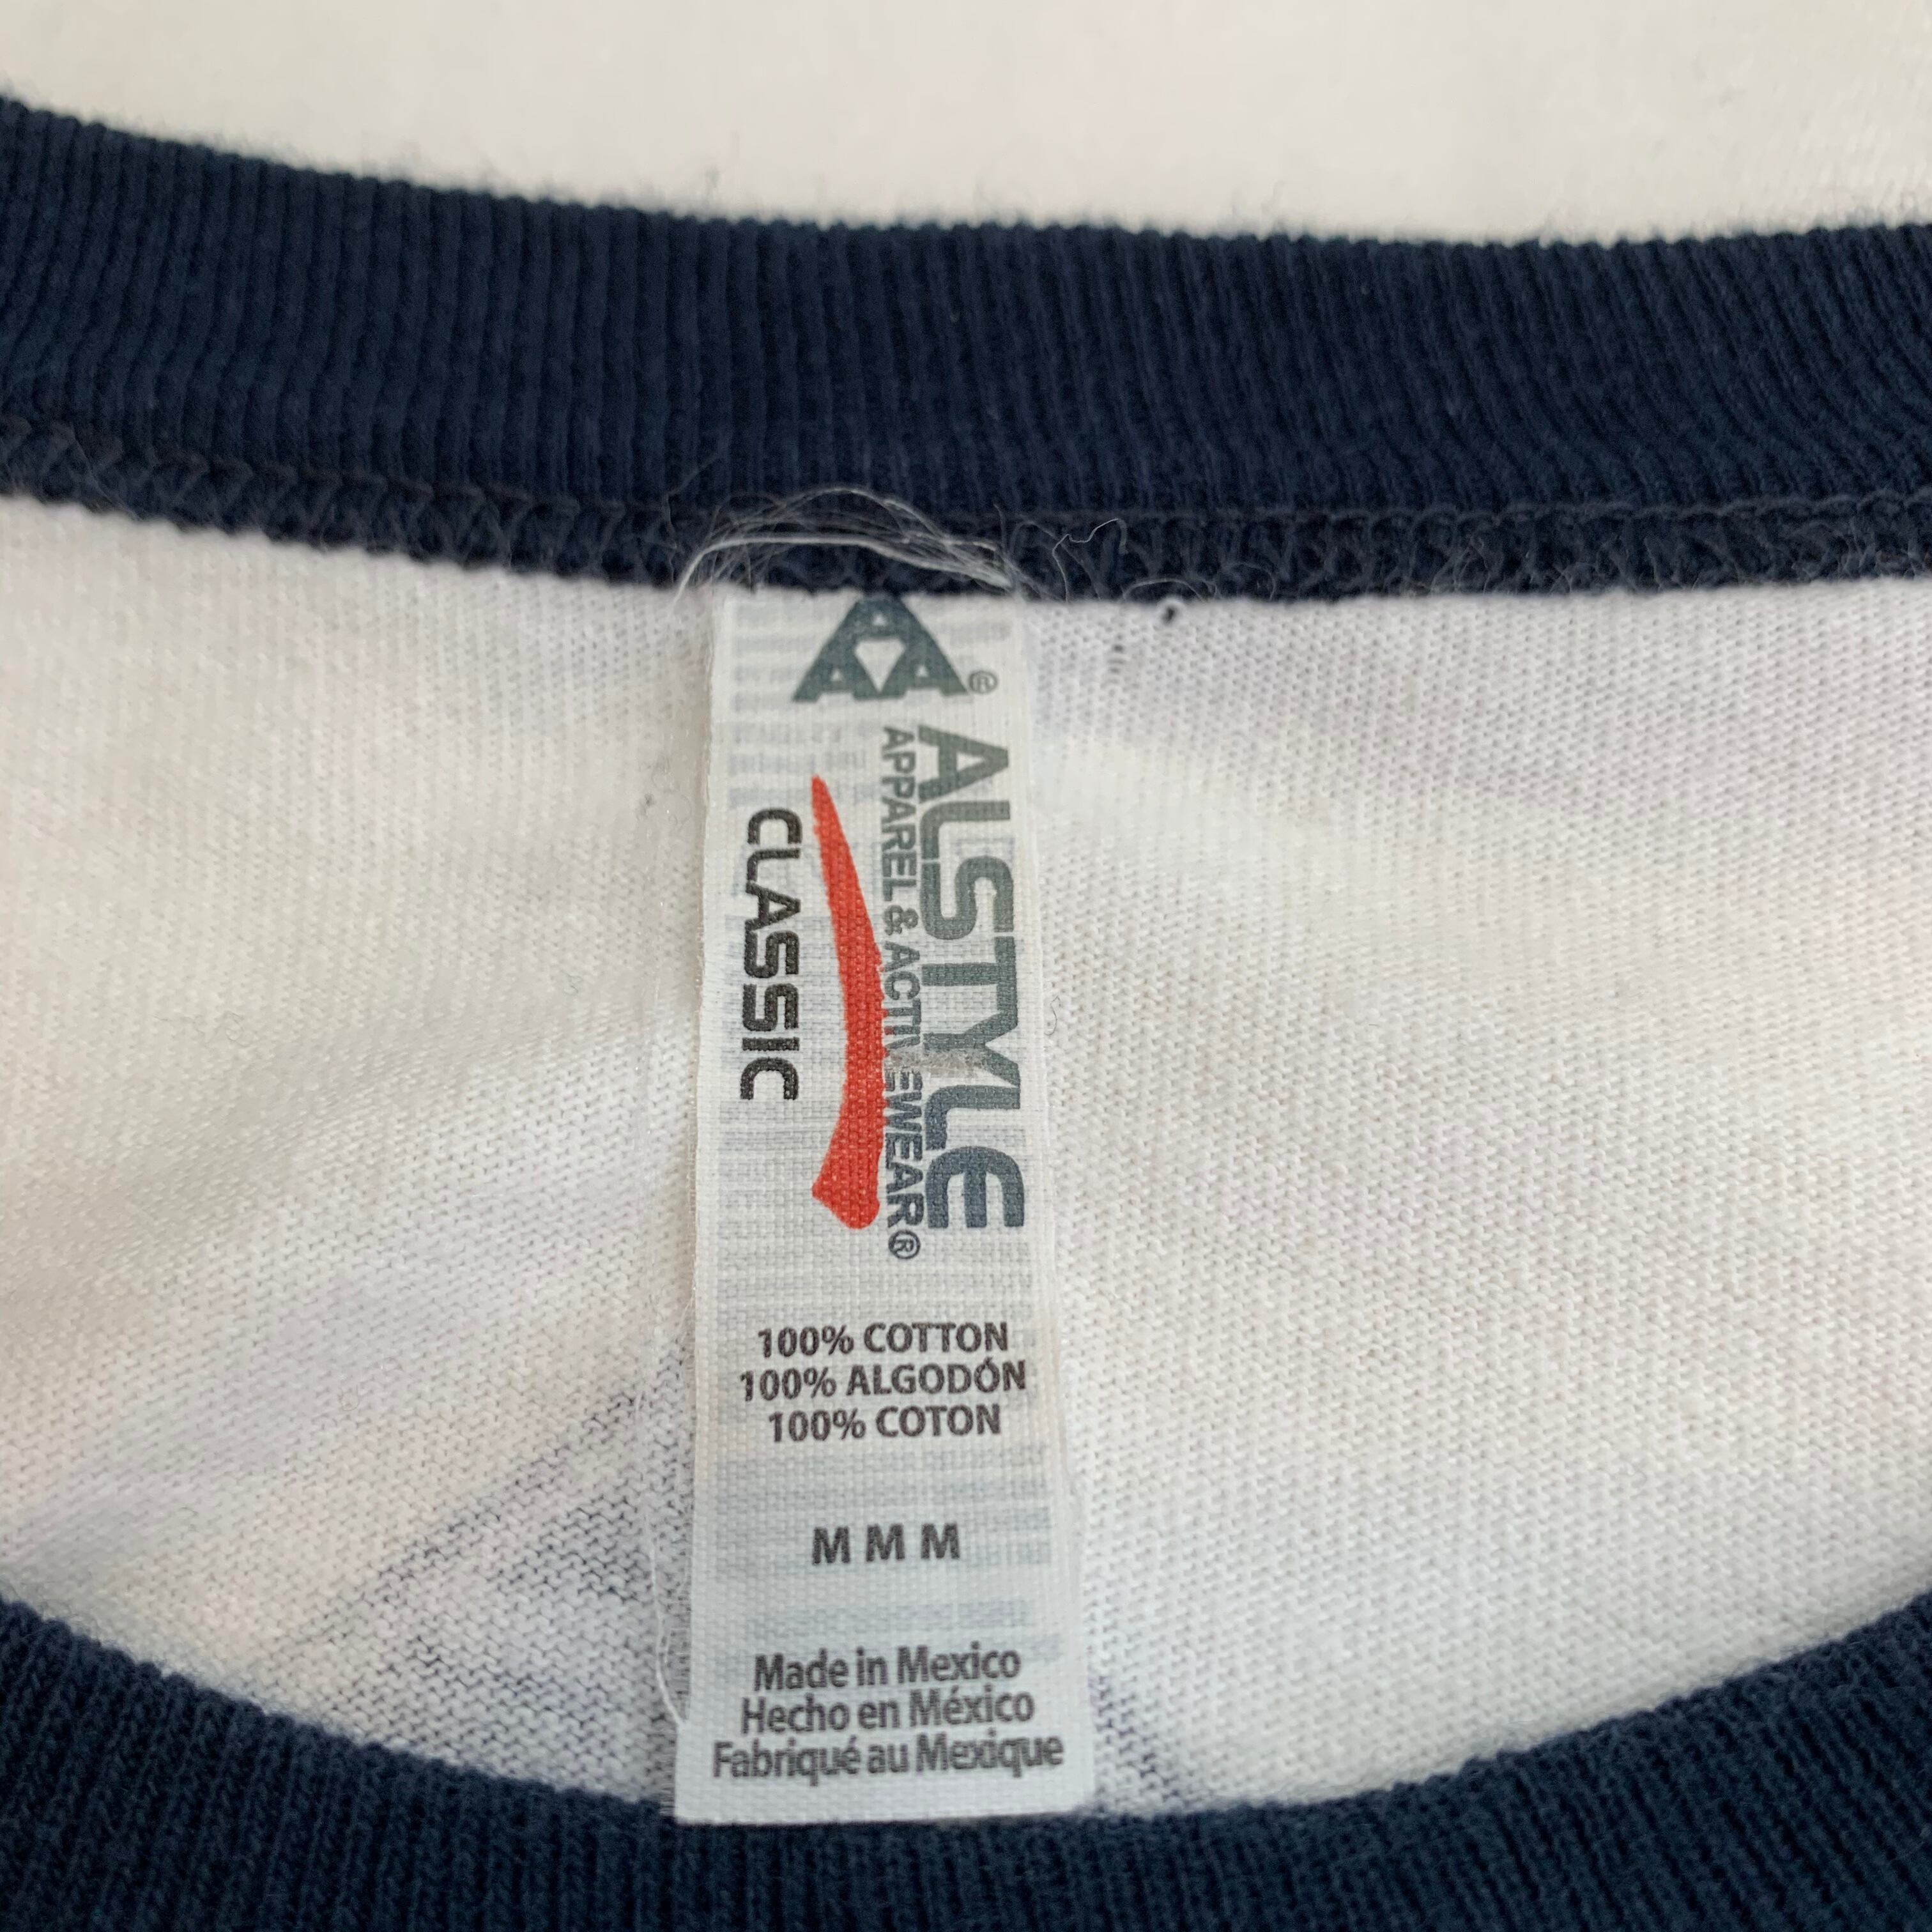 AAA®
ALSTYLE
APPAREL & ACTIVEWEAR®
CLASSIC
100% COTTON
100% ALGODÓN
100% COTON
M M M
Made in Mexico
Hecho en México
Fabriqué au Mexique